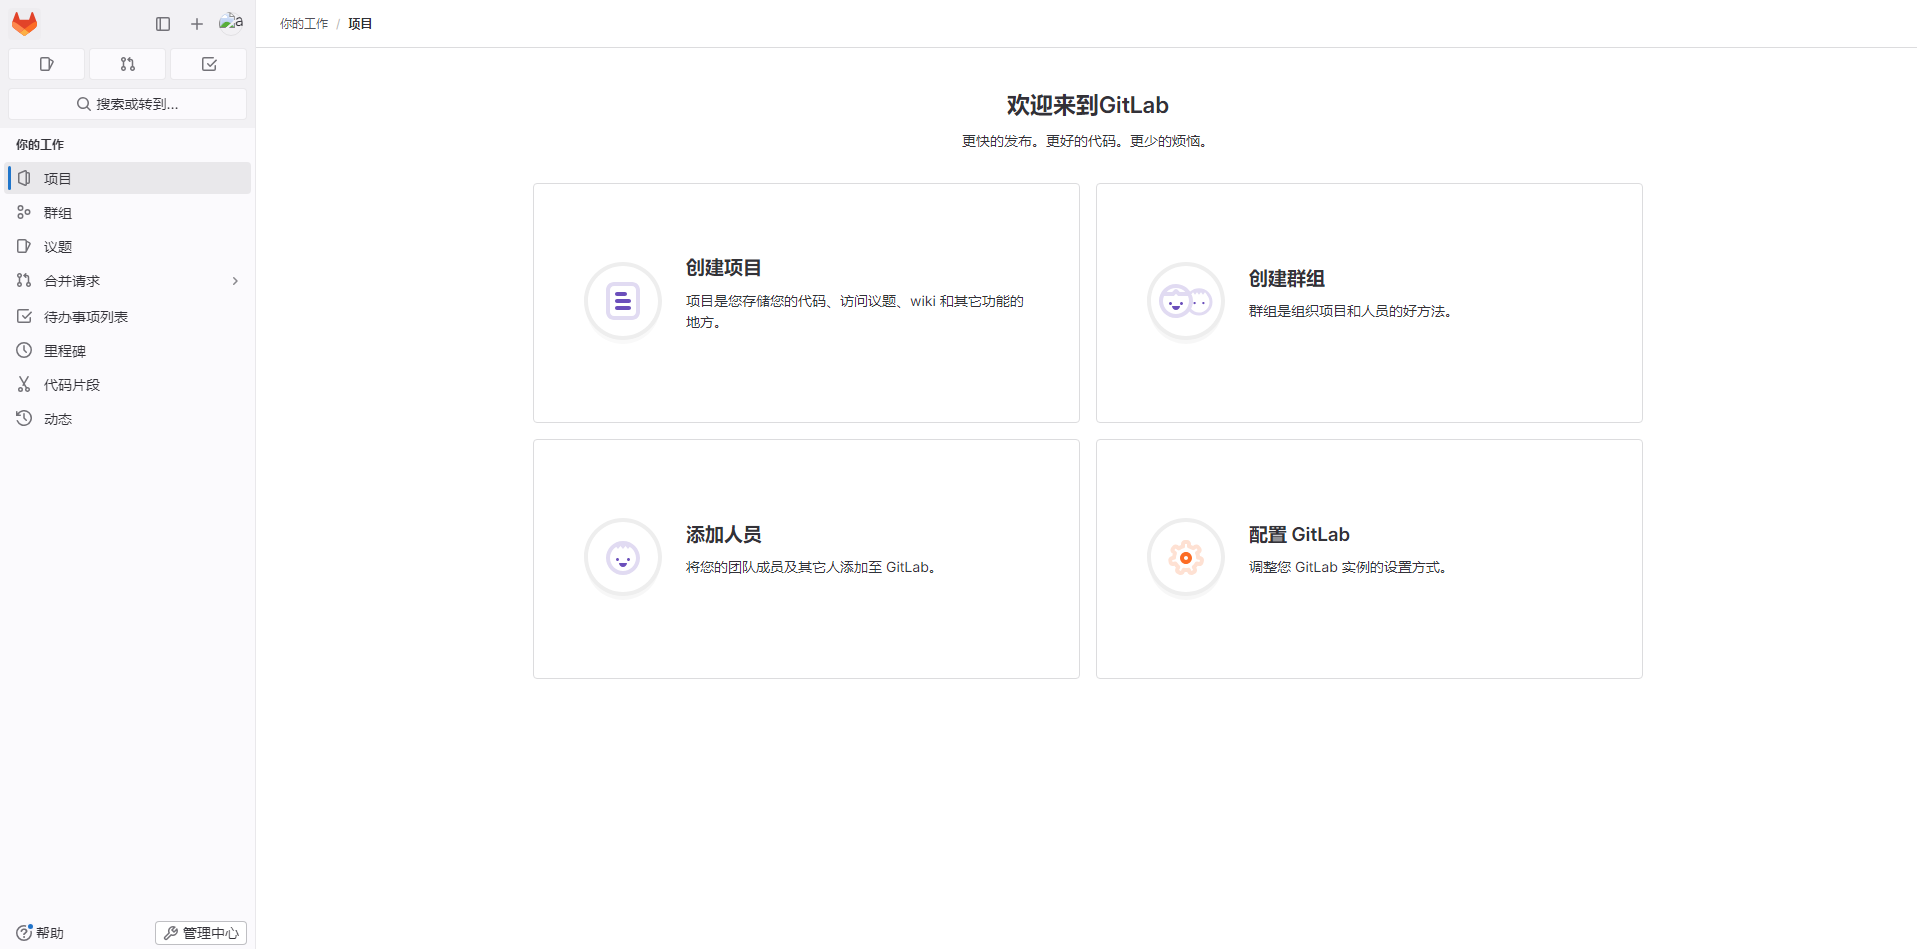 a
你的工作 / 项目
搜索或转到...
你的工作
项目
群组
议题
合并请求
待办事项列表
里程碑
代码片段
动态
帮助
管理中心
欢迎来到GitLab
更快的发布。更好的代码。更少的烦恼。
创建项目
项目是您存储您的代码、访问议题、wiki 和其它功能的
地方。
创建群组
群组是组织项目和人员的好方法。
添加人员
将您的团队成员及其它人添加至 GitLab。
配置 GitLab
调整您 GitLab 实例的设置方式。